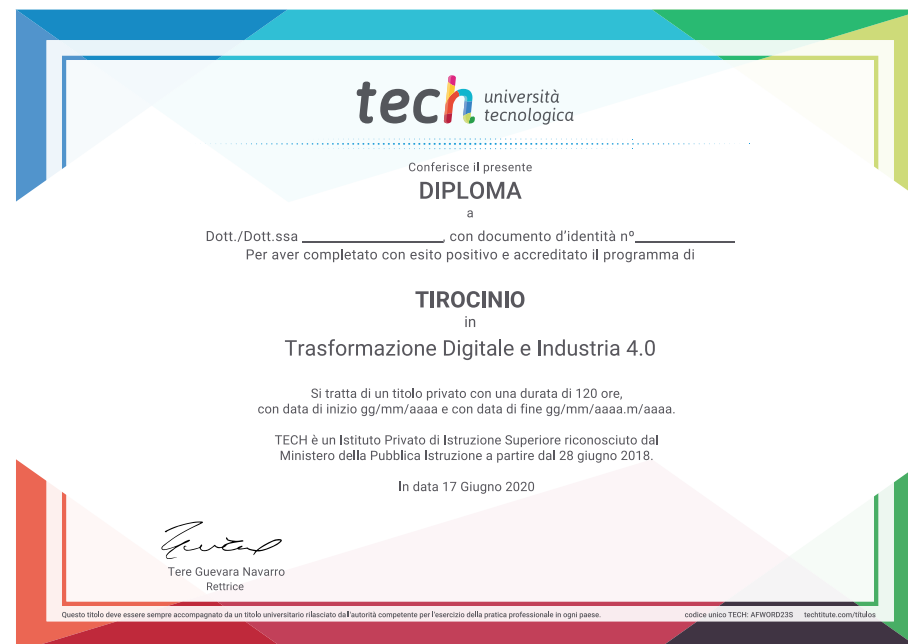 tech università
tecnologica
Conferisce il presente
DIPLOMA
a
Dott./Dott.ssa ____________________, con documento d'identità nº______________
Per aver completato con esito positivo e accreditato il programma di
TIROCINIO
in
Trasformazione Digitale e Industria 4.0
Si tratta di un titolo privato con una durata di 120 ore,
con data di inizio gg/mm/aaaa e con data di fine gg/mm/aaaa.m/aaaa.
TECH è un Istituto Privato di Istruzione Superiore riconosciuto dal
Ministero della Pubblica Istruzione a partire dal 28 giugno 2018.
In data 17 Giugno 2020
Tere Guevara Navarro
Rettrice
Questo titolo deve essere sempre accompagnato da un titolo universitario rilasciato dall'autorità competente per l'esercizio della pratica professionale in ogni paese.
codice unico TECH: AFWORD23S techtitute.com/titulos